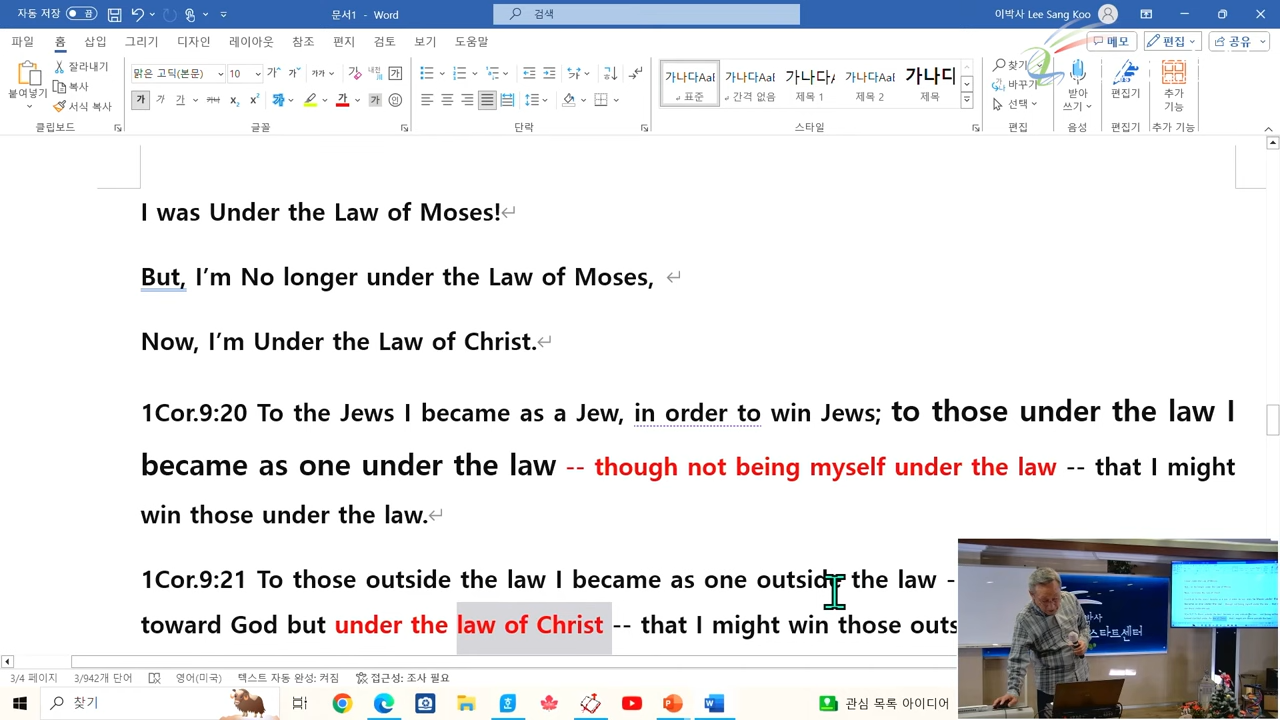 자동 저장 끔 문서1 - Word 검색 이박사 Lee Sang Koo
파일 홈 삽입 그리기 디자인 레이아웃 참조 편지 검토 보기 도움말 메모 편집 공유
붙여넣기 잘라내기 복사 서식 복사
맑은 고딕(본문) 10
가나다AaI 표준 가나다AaI 간격 없음 가나다 제목 1 가나다AaI 제목 2 가나다 제목
찾기 바꾸기 선택 받아쓰기 편집기 추가 기능
클립보드 글꼴 단락 스타일 편집 음성 편집기 추가 기능
I was Under the Law of Moses!
But, I’m No longer under the Law of Moses,
Now, I’m Under the Law of Christ.
1Cor.9:20 To the Jews I became as a Jew, in order to win Jews; to those under the law I
became as one under the law -- though not being myself under the law -- that I might
win those under the law.
1Cor.9:21 To those outside the law I became as one outside the law -
toward God but under the law of Christ -- that I might win those outs
스타트센터
3/4 페이지 3/942개 단어 영어(미국) 텍스트 자동 완성: 켜짐 접근성: 조사 필요
찾기 관심 목록 아이디어